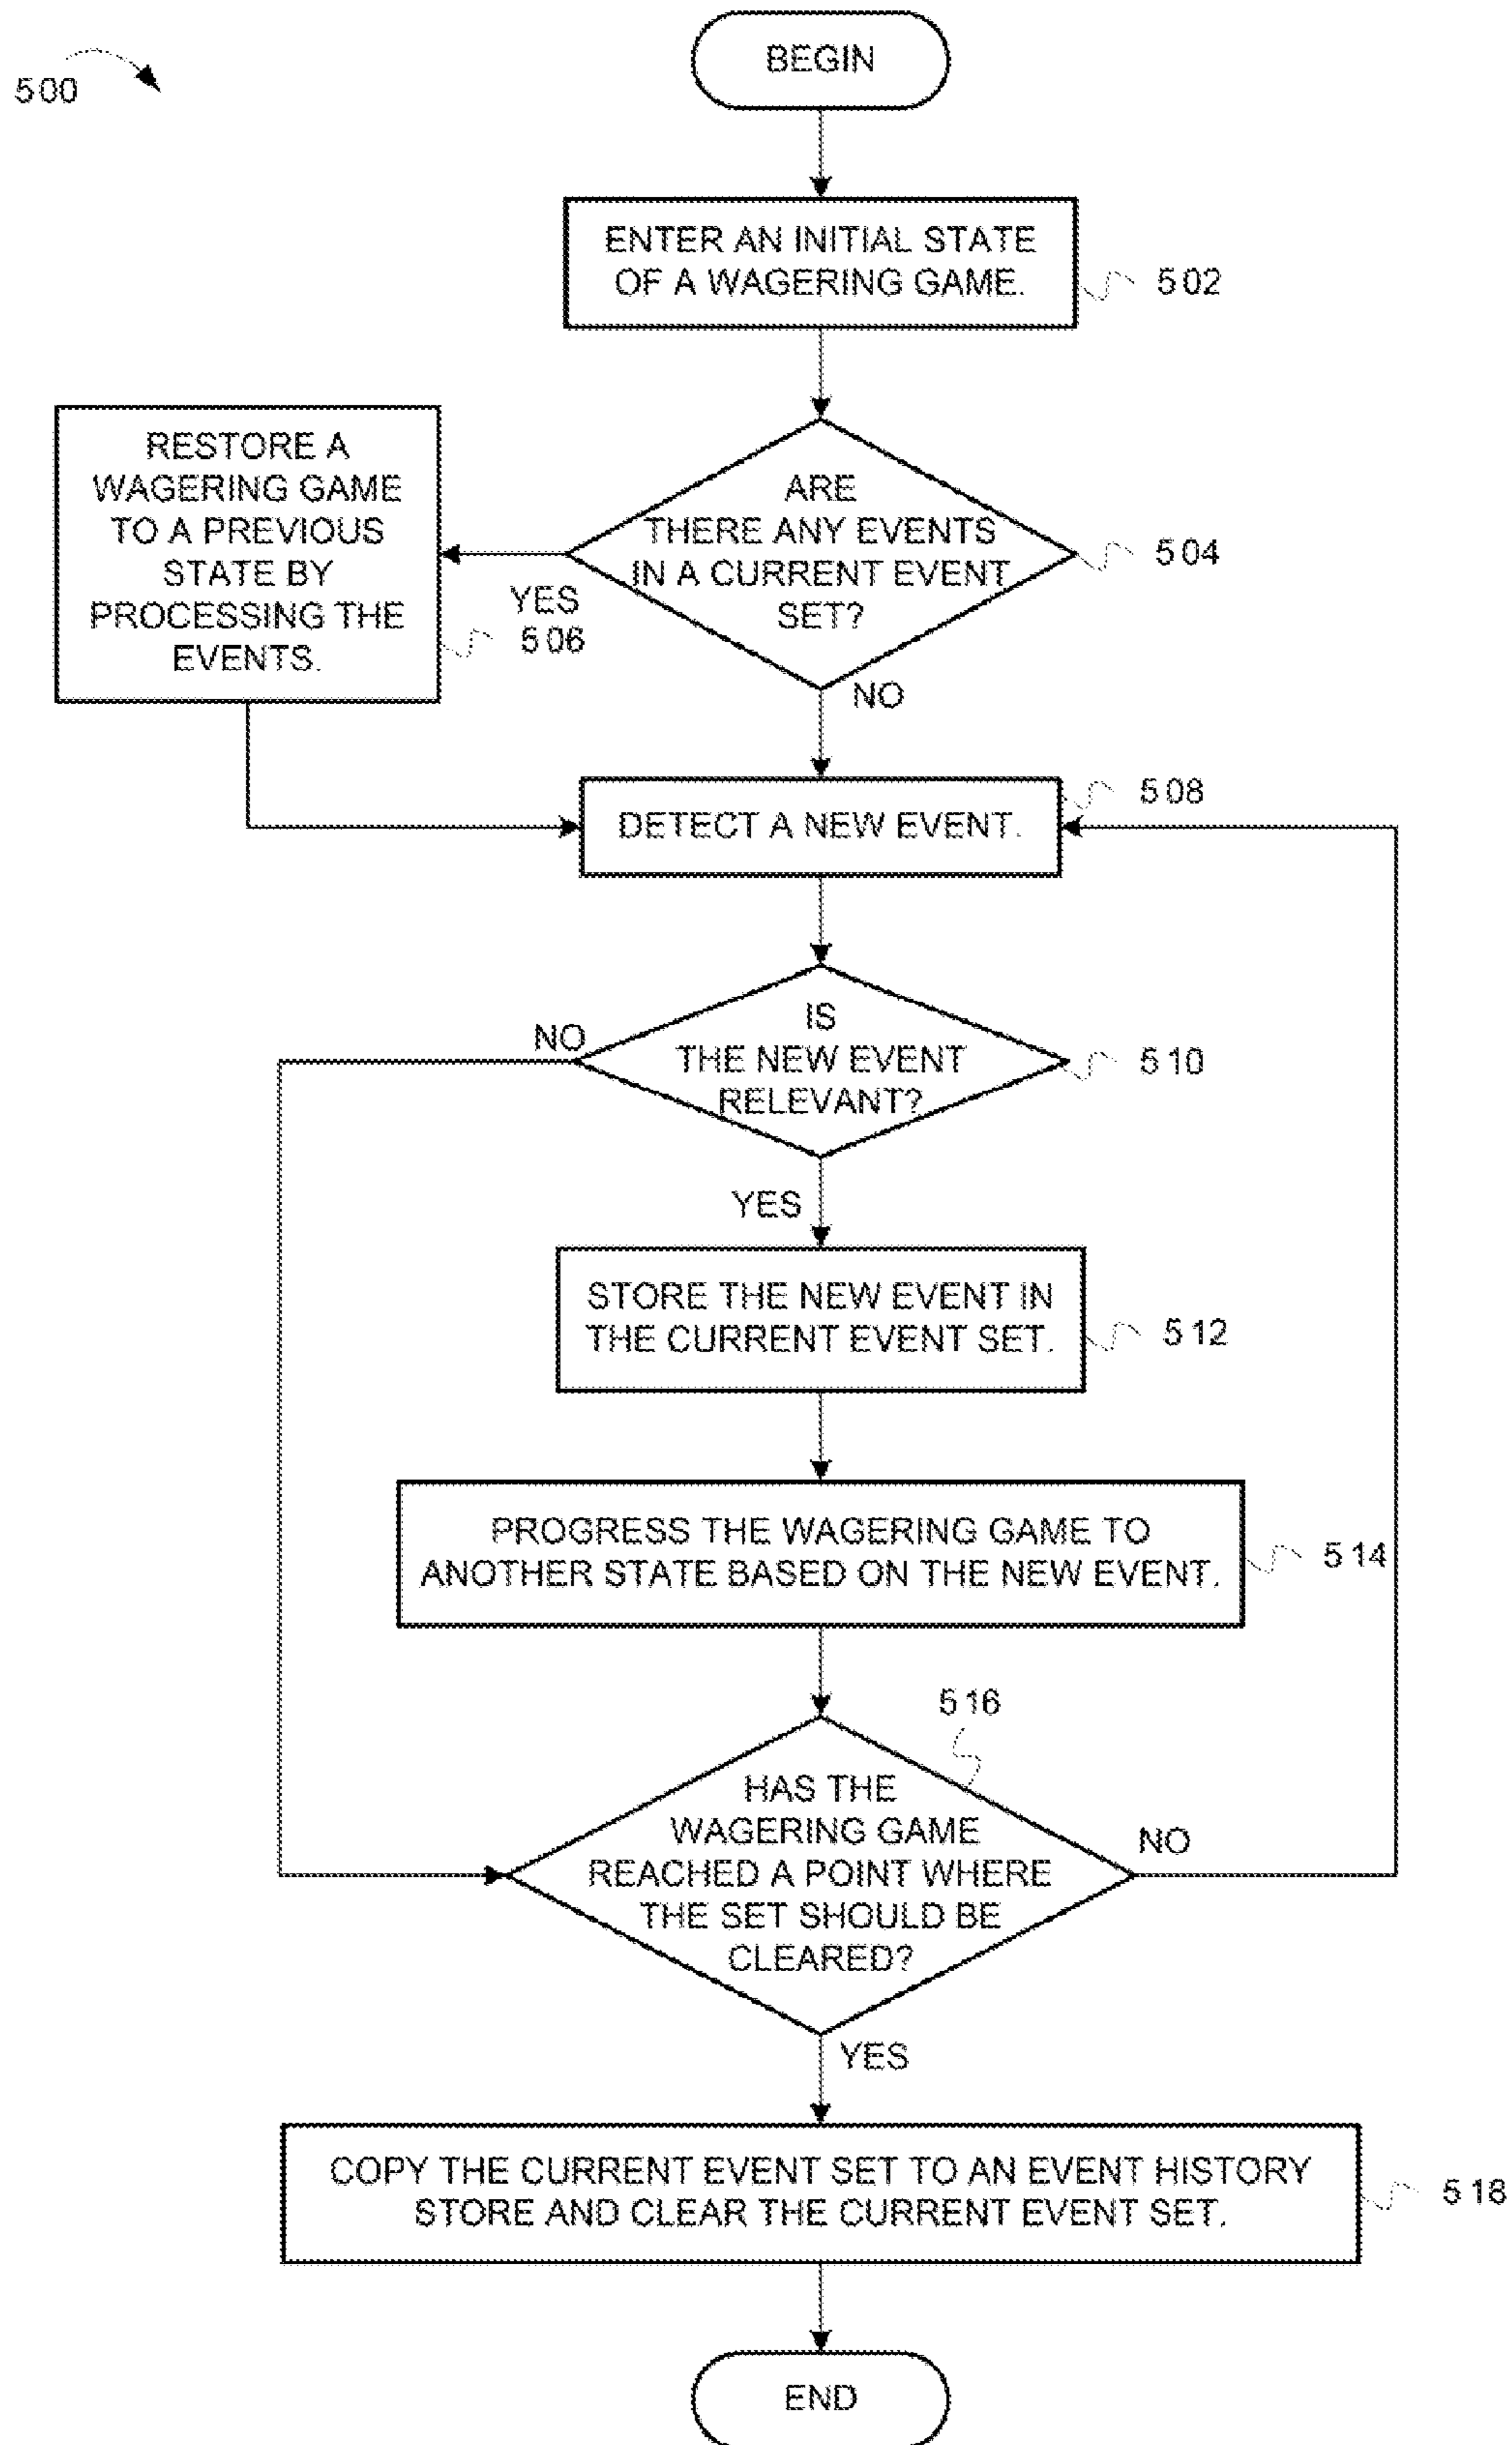 500
BEGIN
ENTER AN INITIAL STATE
OF A WAGERING GAME.
502
RESTORE A
WAGERING GAME
TO A PREVIOUS
STATE BY
PROCESSING THE
EVENTS.
ARE
THERE ANY EVENTS
IN A CURRENT EVENT
SET?
504
YES
506
NO
DETECT A NEW EVENT.
508
IS
THE NEW EVENT
RELEVANT?
NO
510
YES
STORE THE NEW EVENT IN
THE CURRENT EVENT SET.
512
PROGRESS THE WAGERING GAME TO
ANOTHER STATE BASED ON THE NEW EVENT.
514
516
HAS THE
WAGERING GAME
REACHED A POINT WHERE
THE SET SHOULD BE
CLEARED?
NO
YES
COPY THE CURRENT EVENT SET TO AN EVENT HISTORY
STORE AND CLEAR THE CURRENT EVENT SET.
518
END